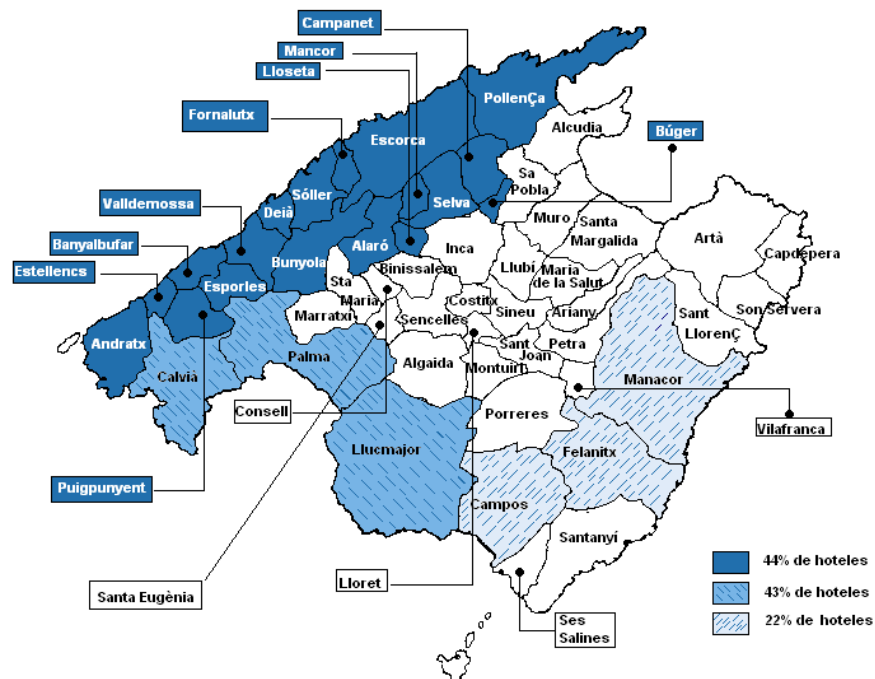 Campanet
Mancor
Lloseta
PollenÇa
Fornalutx
Alcudia
Búger
Escorca
Sa
Pobla
Sóller
Selva
Valldemossa
Deià
Muro
Santa
Margalida
Artà
Banyalbufar
Alaró
Inca
Capdepera
Estellencs
Bunyola
Binissalem
Llubí
Maria
de la Salut
Esporles
Sta
Maria
Costitx
Sineu
Son Servera
Marratxi
Sencelles
Ariany
Sant
LlorenÇ
Andratx
Palma
Sant
Joan
Petra
Calvià
Algaida
Montuirt
Manacor
Consell
Porreres
Vilafranca
Llucmajor
Felanitx
Puigpunyent
Campos
Santanyí
44% de hoteles
Lloret
Santa Eugènia
43% de hoteles
22% de hoteles
Ses
Salines